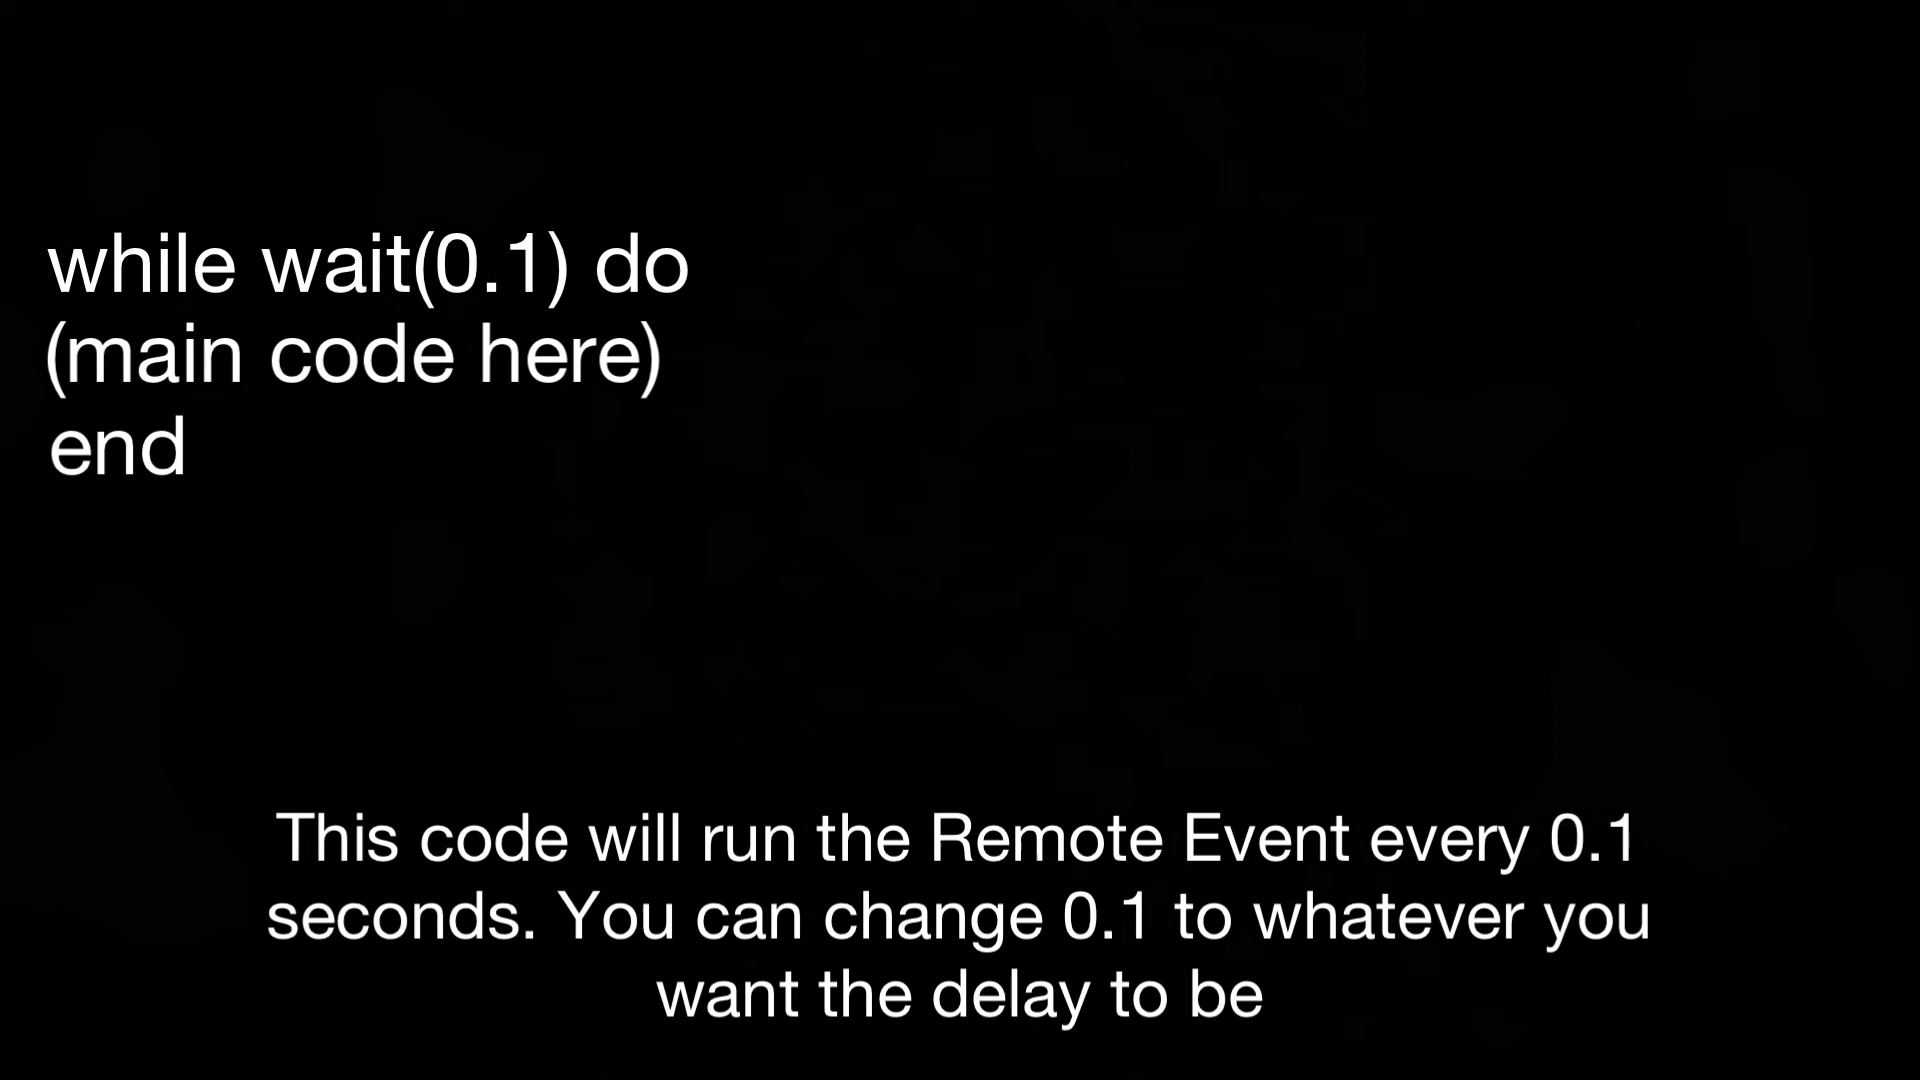 while wait(0.1) do
(main code here)
end
This code will run the Remote Event every 0.1
seconds. You can change 0.1 to whatever you
want the delay to be